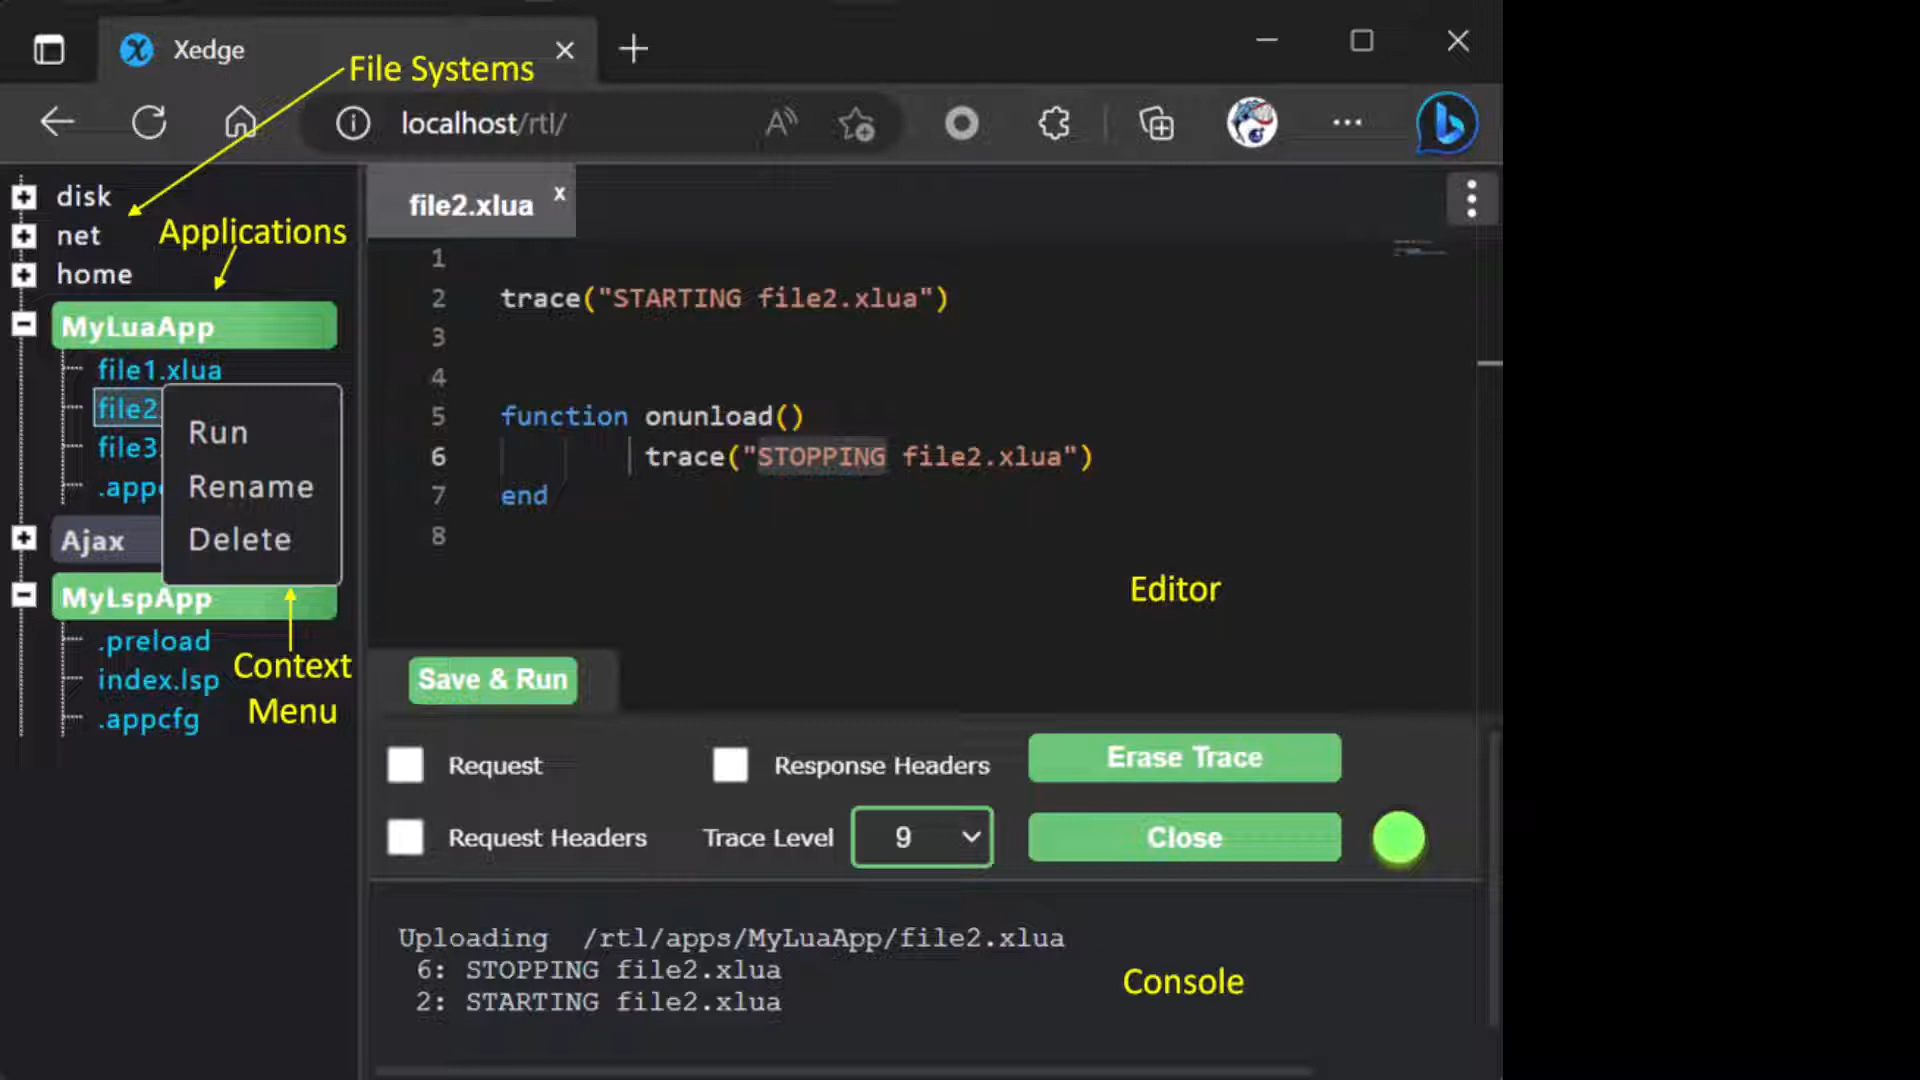 Xedge
File Systems
localhost/rtl/
disk
net
home
Applications
MyLuaApp
file1.xlua
file2.
file3.
.appc
Run
Rename
Delete
Ajax
MyLspApp
.preload
index.lsp
.appcfg
Context
Menu
file2.xlua x
1
2 trace("STARTING file2.xlua")
3
4
5 function onunload()
6 trace("STOPPING file2.xlua")
7 end
8
Editor
Save & Run
Request
Response Headers
Erase Trace
Request Headers
Trace Level 9
Close
Uploading /rtl/apps/MyLuaApp/file2.xlua
6: STOPPING file2.xlua
2: STARTING file2.xlua
Console